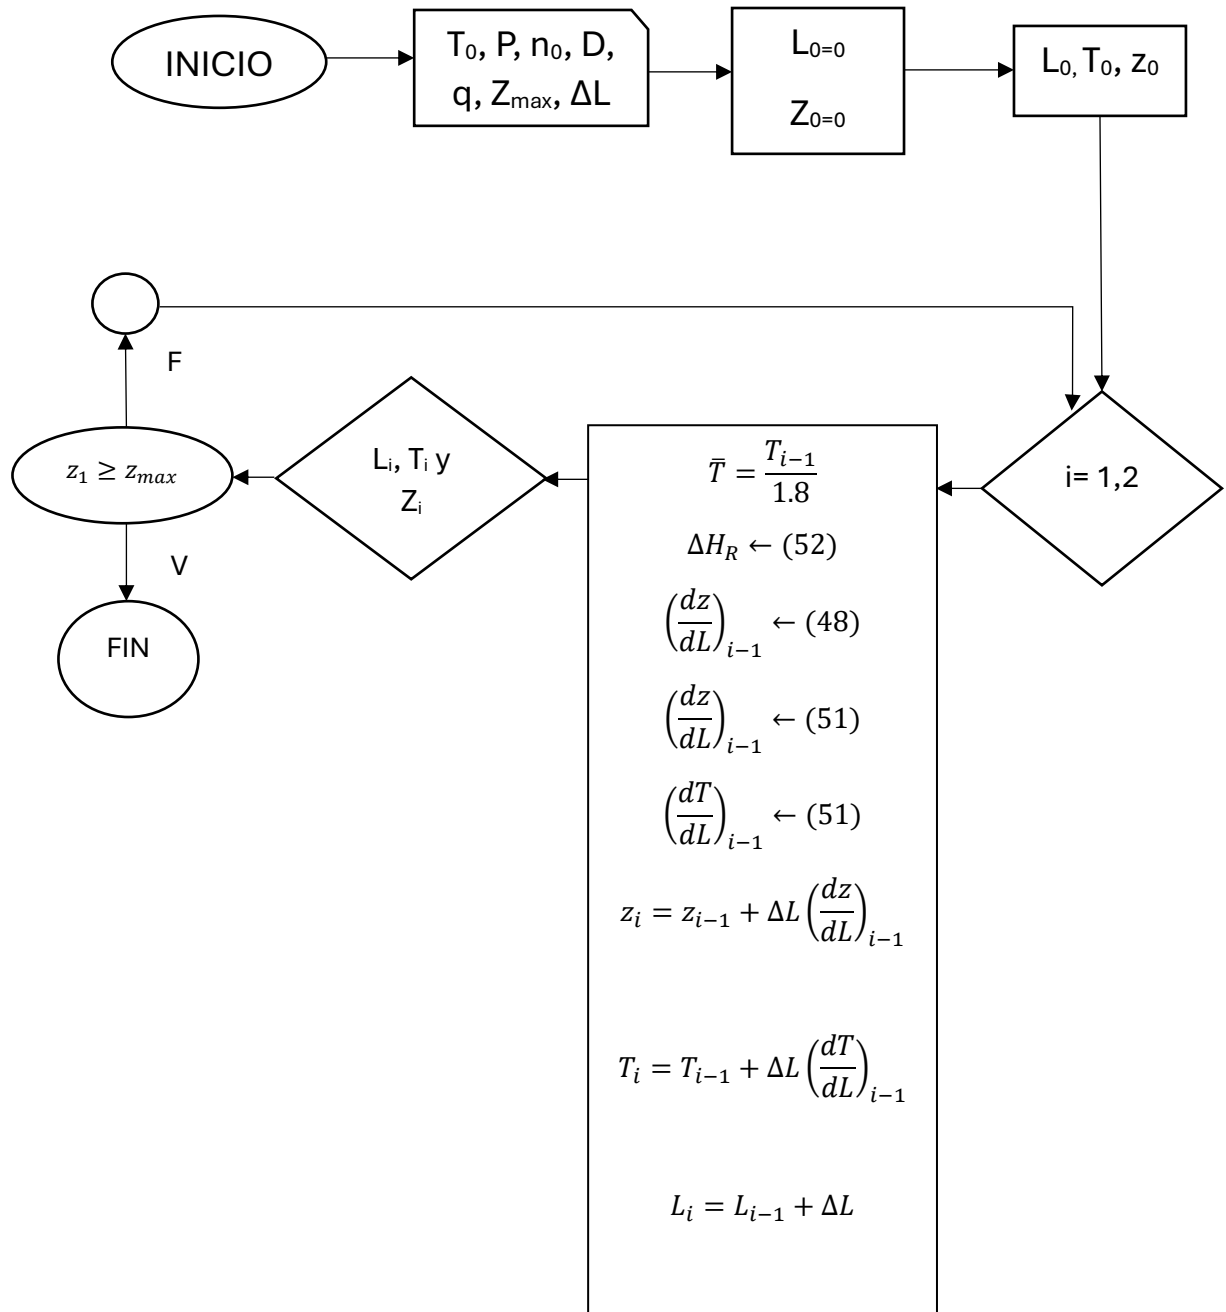 INICIO
T₀, P, n₀, D,
q, Z_max, ΔL
L₀₌₀
Z₀₌₀
L₀, T₀, z₀
F
z₁ ≥ z_max
V
FIN
Lᵢ, Tᵢ y
Zᵢ
T̄ = T_{i−1}/1.8
ΔH_R ← (52)
(dz/dL)_{i−1} ← (48)
(dz/dL)_{i−1} ← (51)
(dT/dL)_{i−1} ← (51)
z_i = z_{i−1} + ΔL (dz/dL)_{i−1}
T_i = T_{i−1} + ΔL (dT/dL)_{i−1}
L_i = L_{i−1} + ΔL
i= 1,2